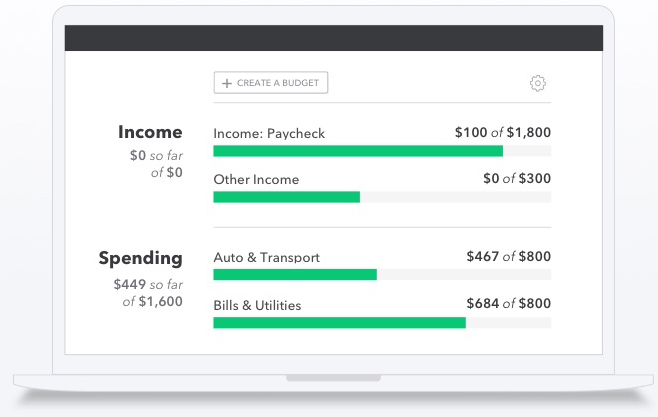 + CREATE A BUDGET
Income
$0 so far
of $0
Income: Paycheck $100 of $1,800
Other Income $0 of $300
Spending
$449 so far
of $1,600
Auto & Transport $467 of $800
Bills & Utilities $684 of $800